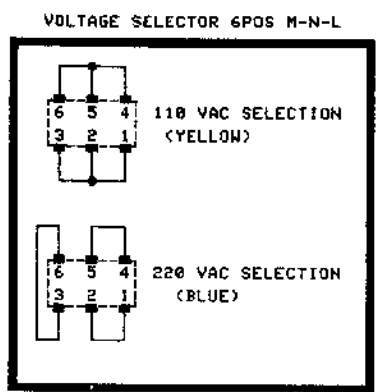 VOLTAGE SELECTOR 6POS M-N-L
6 5 4
3 2 1
110 VAC SELECTION
(YELLOW)
6 5 4
3 2 1
220 VAC SELECTION
(BLUE)